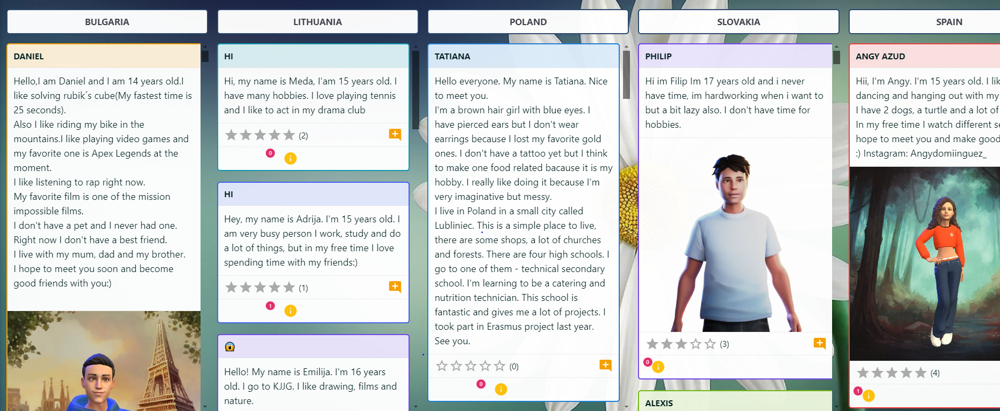 BULGARIA
DANIEL
Hello,I am Daniel and I am 14 years old.I
like solving rubik´s cube(My fastest time is
25 seconds).
Also I like riding my bike in the
mountains.I like playing video games and
my favorite one is Apex Legends at the
moment.
I like listening to rap right now.
My favorite film is one of the mission
impossible films.
I don't have a pet and I never had one.
Right now I don't have a best friend.
I live with my mum, dad and my brother.
I hope to meet you soon and become
good friends with you:)
LITHUANIA
HI
Hi, my name is Meda, I'am 15 years old. I
have many hobbies. I love playing tennis
and I like to act in my drama club
(2)
0
HI
Hey, my name is Adrija. I'm 15 years old. I
am very busy person I work, study and do
a lot of things, but in my free time I love
spending time with my friends:)
(1)
1
😱
Hello! My name is Emilija. I'm 16 years
old. I go to KJJG. I like drawing, films and
nature.
POLAND
TATIANA
Hello everyone. My name is Tatiana. Nice
to meet you.
I'm a brown hair girl with blue eyes. I
have pierced ears but I don't wear
earrings because I lost my favorite gold
ones. I don't have a tattoo yet but I think
to make one food related bacause it is my
hobby. I really like doing it because I'm
very imaginative but messy.
I live in Poland in a small city called
Lubliniec. This is a simple place to live,
there are some shops, a lot of churches
and forests. There are four high schools. I
go to one of them - technical secondary
school. I'm learning to be a catering and
nutrition technician. This school is
fantastic and gives me a lot of projects. I
took part in Erasmus project last year.
See you.
(0)
0
SLOVAKIA
PHILIP
Hi im Filip Im 17 years old and i never
have time, im hardworking when i want to
but a bit lazy also. I don't have time for
hobbies.
(3)
0
ALEXIS
SPAIN
ANGY AZUD
Hii, I'm Angy. I'm 15 years old. I
dancing and hanging out with my
I have 2 dogs, a turtle and a lot of
In my free time I watch different
hope to meet you and make good
:) Instagram: Angydomiinguez_
(4)
1